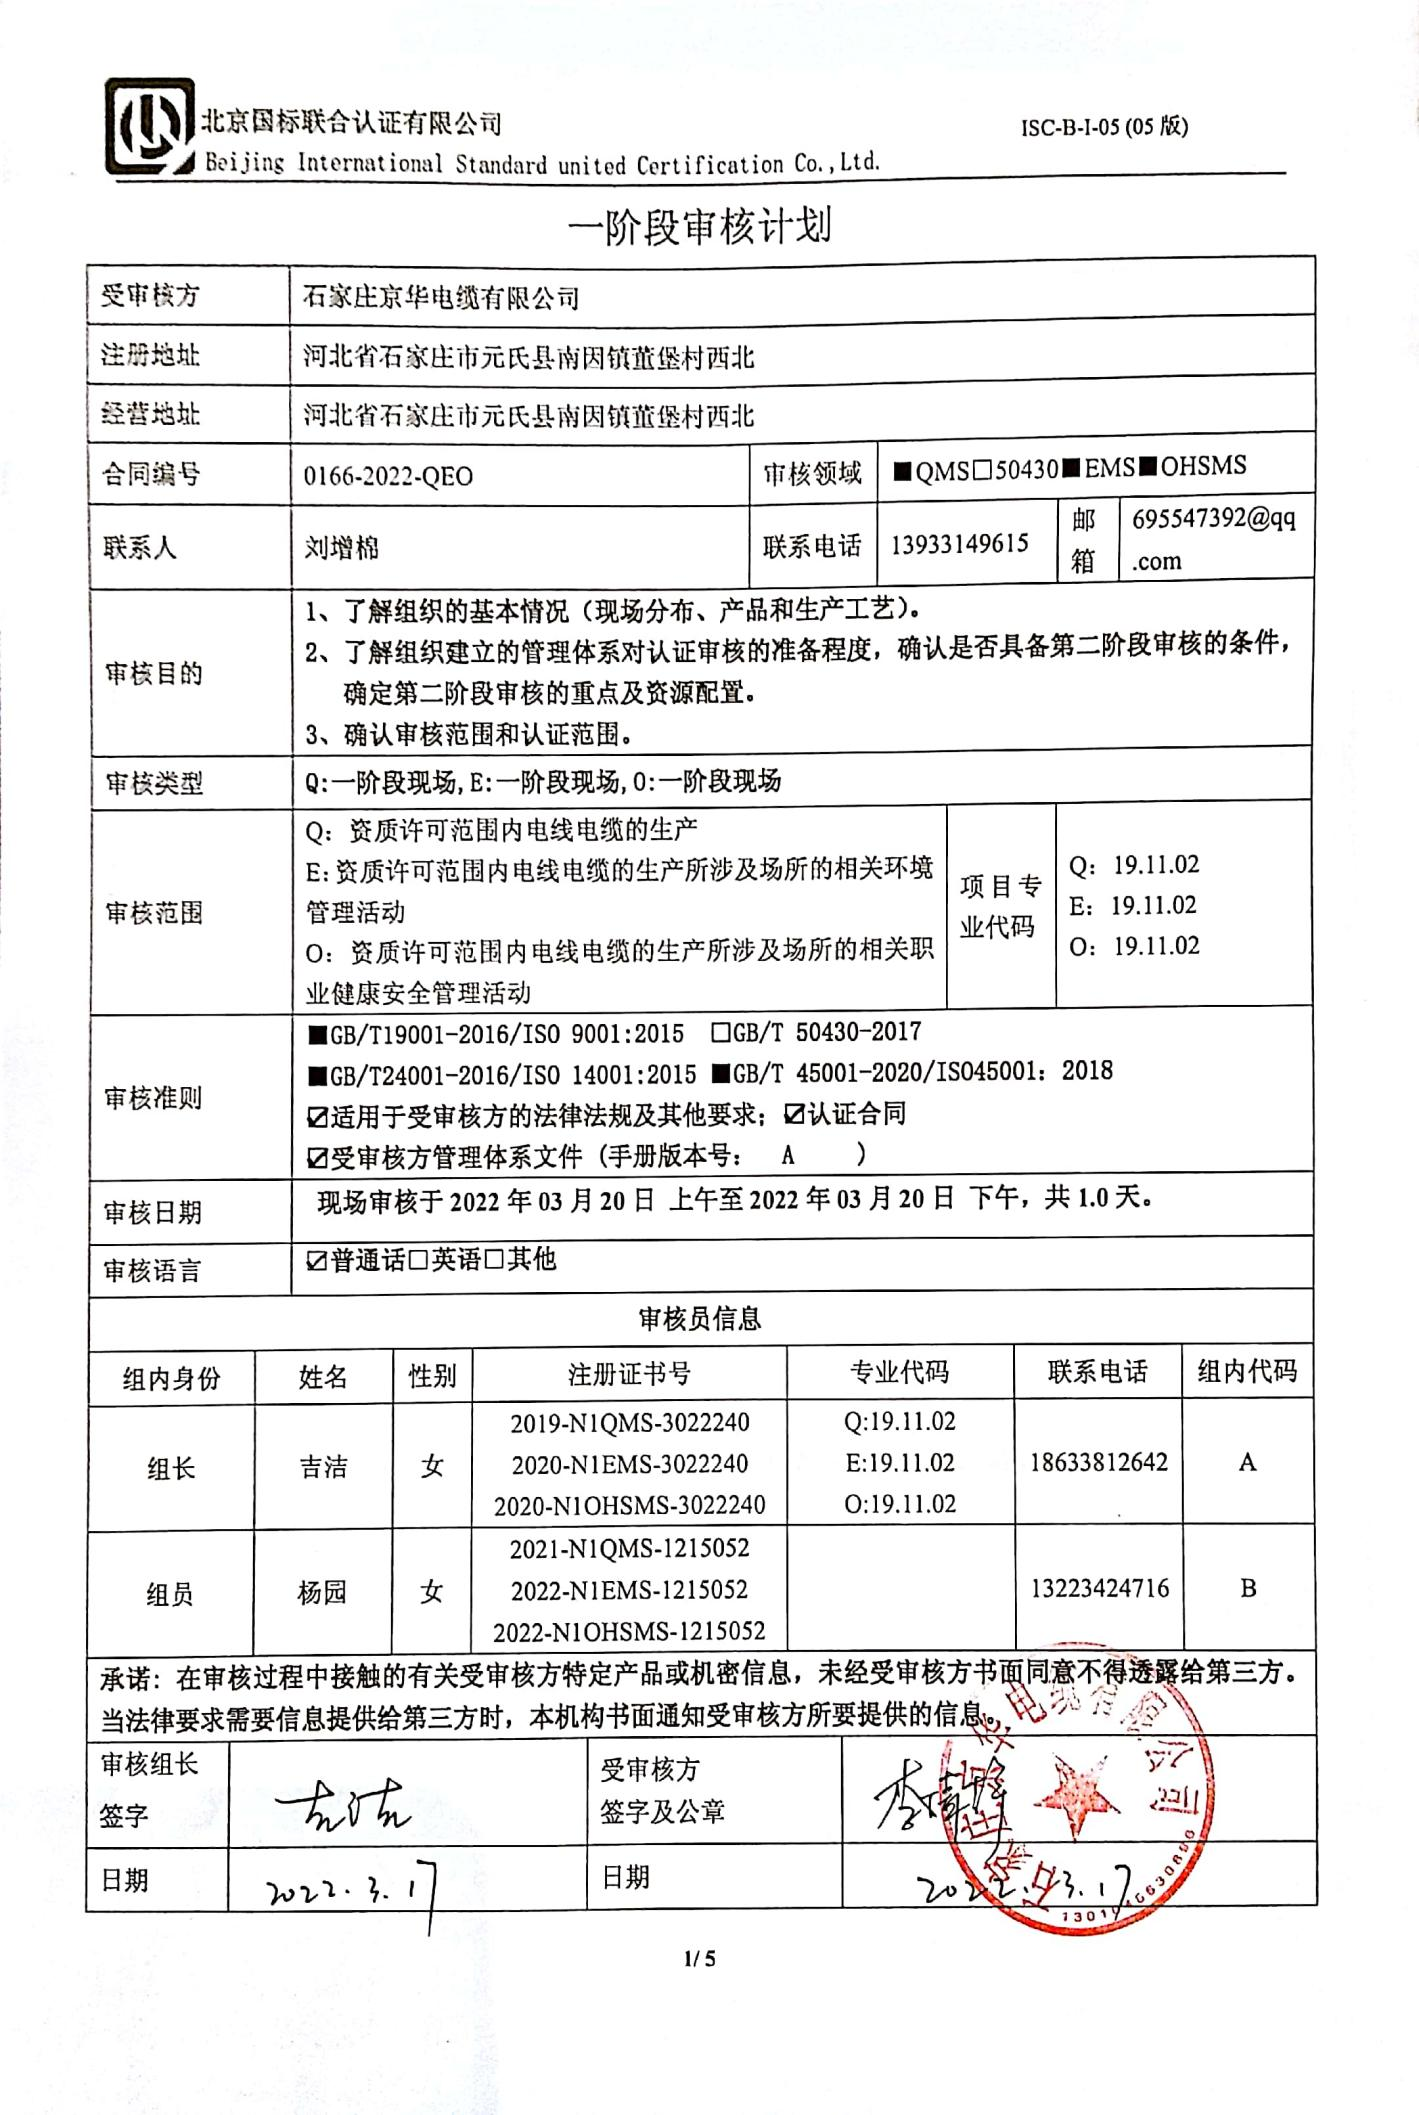 北京国标联合认证有限公司
ISC-B-I-05 (05 版)
Beijing International Standard united Certification Co.,Ltd.
一阶段审核计划
受审核方 石家庄京华电缆有限公司
注册地址 河北省石家庄市元氏县南因镇董堡村西北
经营地址 河北省石家庄市元氏县南因镇董堡村西北
合同编号 0166-2022-QEO 审核领域 ■QMS□50430■EMS■OHSMS
联系人 刘增棉 联系电话 13933149615 邮箱 695547392@qq.com
审核目的
1、了解组织的基本情况（现场分布、产品和生产工艺）。
2、了解组织建立的管理体系对认证审核的准备程度，确认是否具备第二阶段审核的条件，
确定第二阶段审核的重点及资源配置。
3、确认审核范围和认证范围。
审核类型 Q:一阶段现场,E:一阶段现场,O:一阶段现场
审核范围
Q：资质许可范围内电线电缆的生产
E:资质许可范围内电线电缆的生产所涉及场所的相关环境
管理活动
O：资质许可范围内电线电缆的生产所涉及场所的相关职
业健康安全管理活动
项目专
业代码
Q：19.11.02
E：19.11.02
O：19.11.02
审核准则
■GB/T19001-2016/ISO 9001:2015 □GB/T 50430-2017
■GB/T24001-2016/ISO 14001:2015 ■GB/T 45001-2020/ISO45001：2018
☑适用于受审核方的法律法规及其他要求；☑认证合同
☑受审核方管理体系文件（手册版本号： A ）
审核日期 现场审核于 2022 年 03 月 20 日 上午至 2022 年 03 月 20 日 下午，共 1.0 天。
审核语言 ☑普通话□英语□其他
审核员信息
组内身份 姓名 性别 注册证书号 专业代码 联系电话 组内代码
2019-N1QMS-3022240 Q:19.11.02
组长 吉洁 女 2020-N1EMS-3022240 E:19.11.02 18633812642 A
2020-N1OHSMS-3022240 O:19.11.02
2021-N1QMS-1215052
组员 杨园 女 2022-N1EMS-1215052 13223424716 B
2022-N1OHSMS-1215052
承诺：在审核过程中接触的有关受审核方特定产品或机密信息，未经受审核方书面同意不得透露给第三方。
当法律要求需要信息提供给第三方时，本机构书面通知受审核方所要提供的信息。
审核组长
签字
吉洁
受审核方
签字及公章
石家庄京华电缆有限公司
日期 2022.3.17 日期 2022.3.17
1/ 5